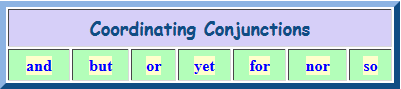 Coordinating Conjunctions
and but or yet for nor so